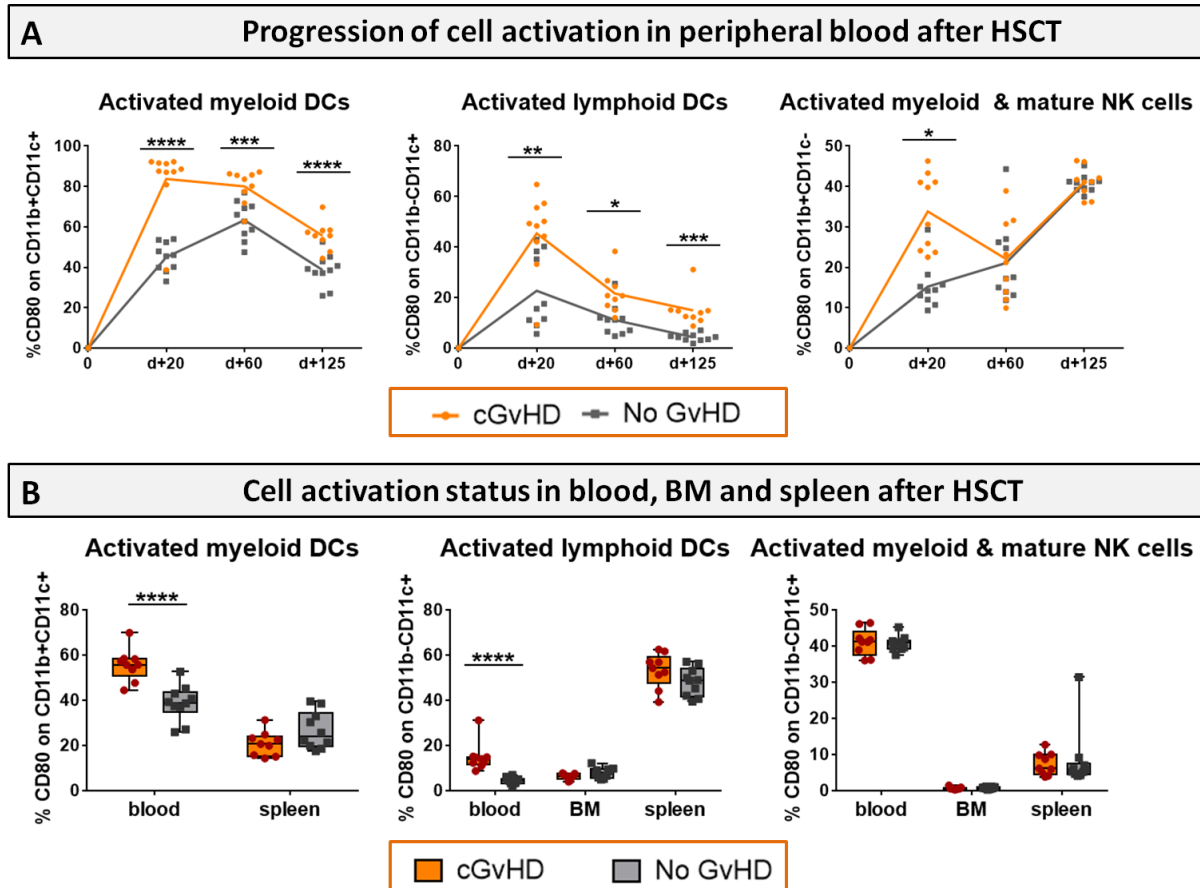 A
Progression of cell activation in peripheral blood after HSCT
Activated myeloid DCs
%CD80 on CD11b+CD11c+
100
80
60
40
20
0
****
***
****
0
d+20
d+60
d+125
Activated lymphoid DCs
%CD80 on CD11b-CD11c+
80
60
40
20
0
**
*
***
0
d+20
d+60
d+125
Activated myeloid & mature NK cells
%CD80 on CD11b+CD11c-
50
40
30
20
10
0
*
0
d+20
d+60
d+125
cGvHD No GvHD
B
Cell activation status in blood, BM and spleen after HSCT
Activated myeloid DCs
% CD80 on CD11b+CD11c+
80
60
40
20
0
****
blood
spleen
Activated lymphoid DCs
% CD80 on CD11b-CD11c+
80
60
40
20
0
****
blood
BM
spleen
Activated myeloid & mature NK cells
% CD80 on CD11b-CD11c+
50
40
30
20
10
0
blood
BM
spleen
cGvHD No GvHD